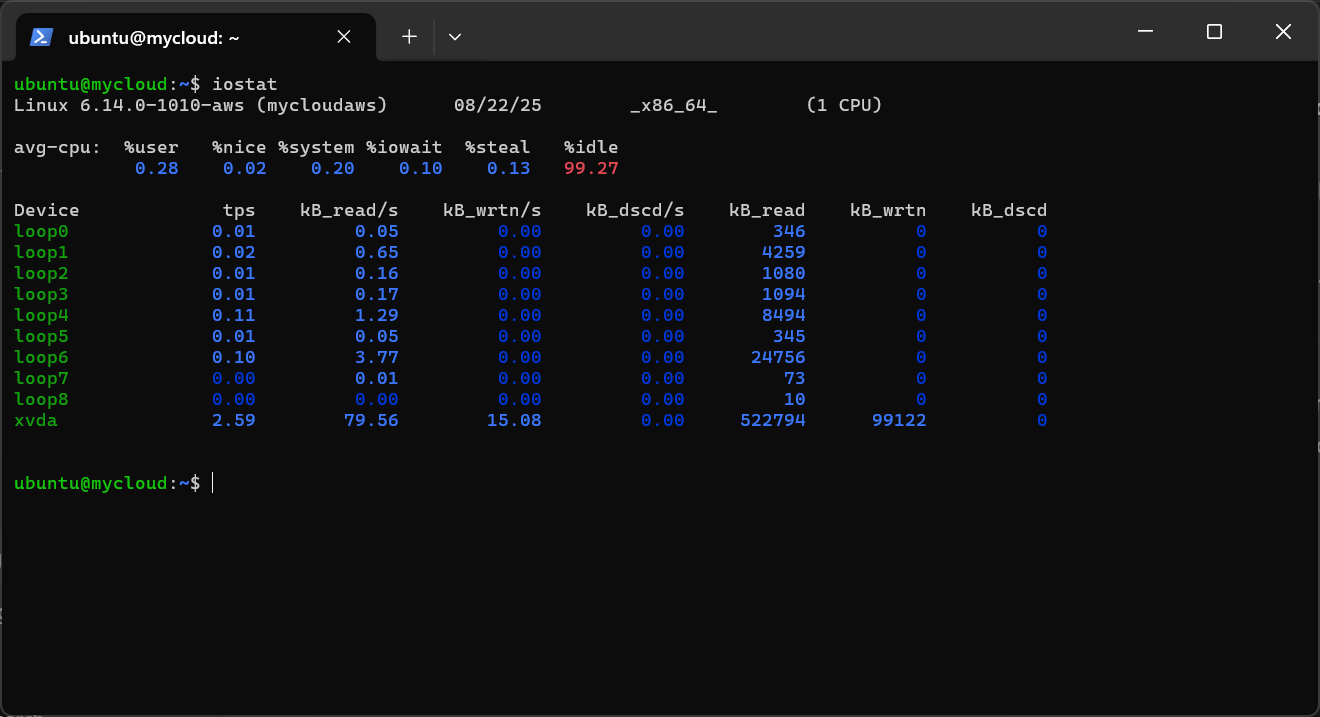 ubuntu@mycloud: ~
ubuntu@mycloud:~$ iostat
Linux 6.14.0-1010-aws (mycloudaws) 08/22/25 _x86_64_ (1 CPU)
avg-cpu: %user %nice %system %iowait %steal %idle
0.28 0.02 0.20 0.10 0.13 99.27
Device tps kB_read/s kB_wrtn/s kB_dscd/s kB_read kB_wrtn kB_dscd
loop0 0.01 0.05 0.00 0.00 346 0 0
loop1 0.02 0.65 0.00 0.00 4259 0 0
loop2 0.01 0.16 0.00 0.00 1080 0 0
loop3 0.01 0.17 0.00 0.00 1094 0 0
loop4 0.11 1.29 0.00 0.00 8494 0 0
loop5 0.01 0.05 0.00 0.00 345 0 0
loop6 0.10 3.77 0.00 0.00 24756 0 0
loop7 0.00 0.01 0.00 0.00 73 0 0
loop8 0.00 0.00 0.00 0.00 10 0 0
xvda 2.59 79.56 15.08 0.00 522794 99122 0
ubuntu@mycloud:~$